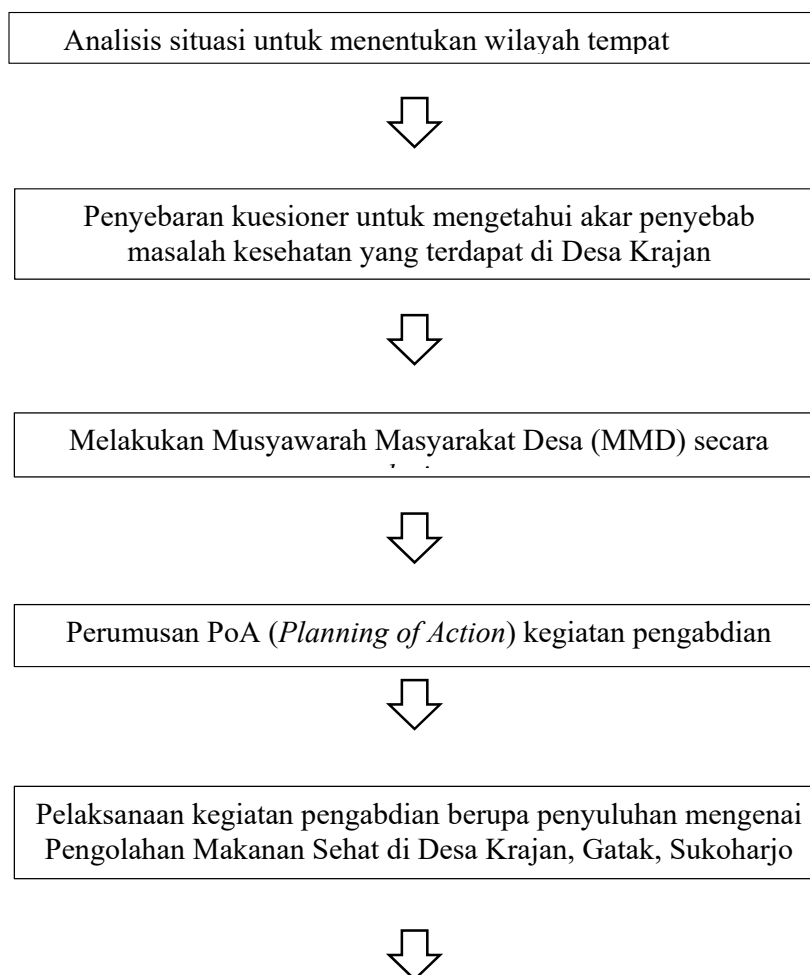 Analisis situasi untuk menentukan wilayah tempat
Penyebaran kuesioner untuk mengetahui akar penyebab
masalah kesehatan yang terdapat di Desa Krajan
Melakukan Musyawarah Masyarakat Desa (MMD) secara
Perumusan PoA (Planning of Action) kegiatan pengabdian
Pelaksanaan kegiatan pengabdian berupa penyuluhan mengenai
Pengolahan Makanan Sehat di Desa Krajan, Gatak, Sukoharjo